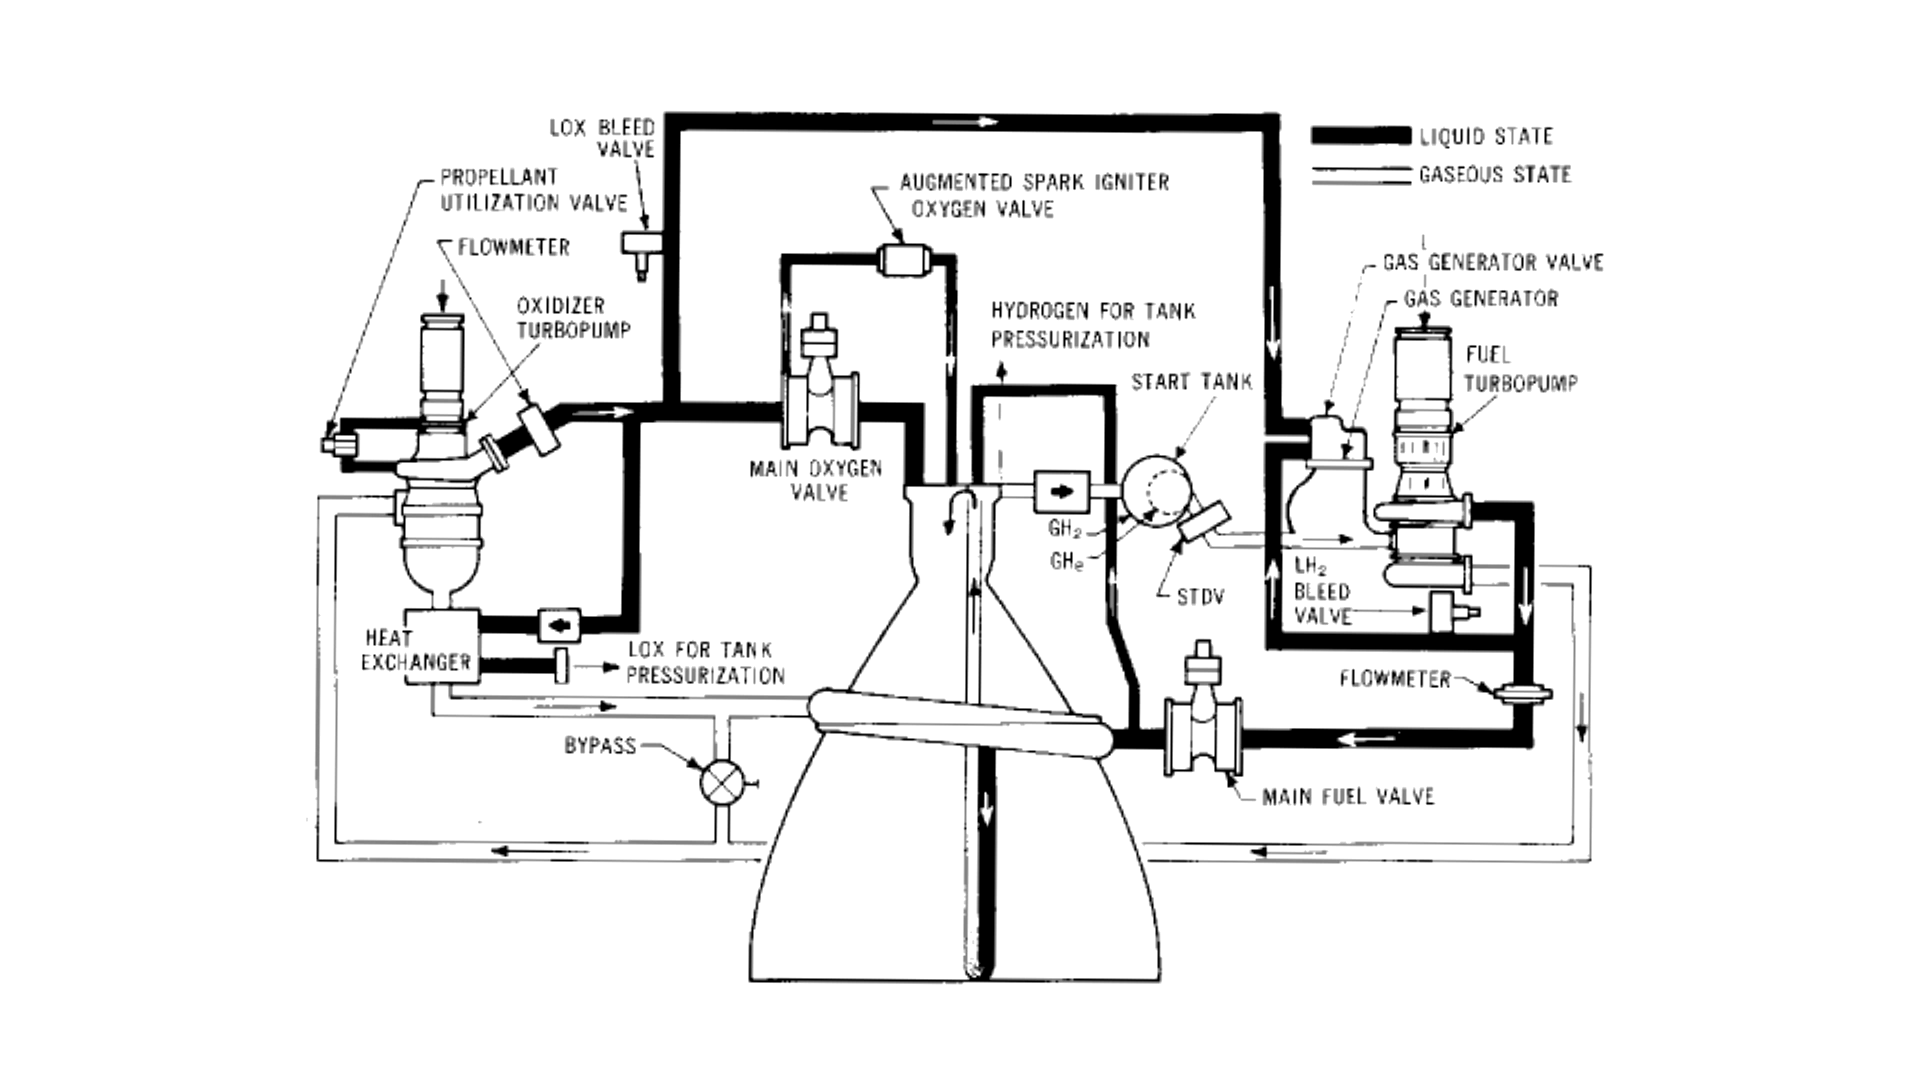 LOX BLEED
VALVE
PROPELLANT
UTILIZATION VALVE
FLOWMETER
OXIDIZER
TURBOPUMP
AUGMENTED SPARK IGNITER
OXYGEN VALVE
LIQUID STATE
GASEOUS STATE
GAS GENERATOR VALVE
GAS GENERATOR
FUEL
TURBOPUMP
HYDROGEN FOR TANK
PRESSURIZATION
START TANK
MAIN OXYGEN
VALVE
GH₂
GHe
STDV
LH₂
BLEED
VALVE
HEAT
EXCHANGER
LOX FOR TANK
PRESSURIZATION
FLOWMETER
BYPASS
MAIN FUEL VALVE